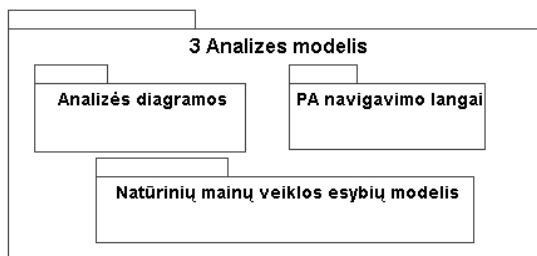 3 Analizes modelis
Analizės diagramos
PA navigavimo langai
Natūrinių mainų veiklos esybių modelis